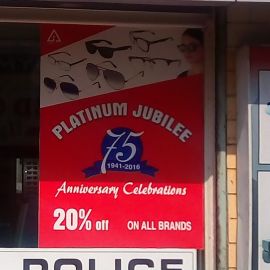 PLATINUM JUBILEE
75
1941-2016
Anniversary Celebrations
20% off ON ALL BRANDS
POLICE